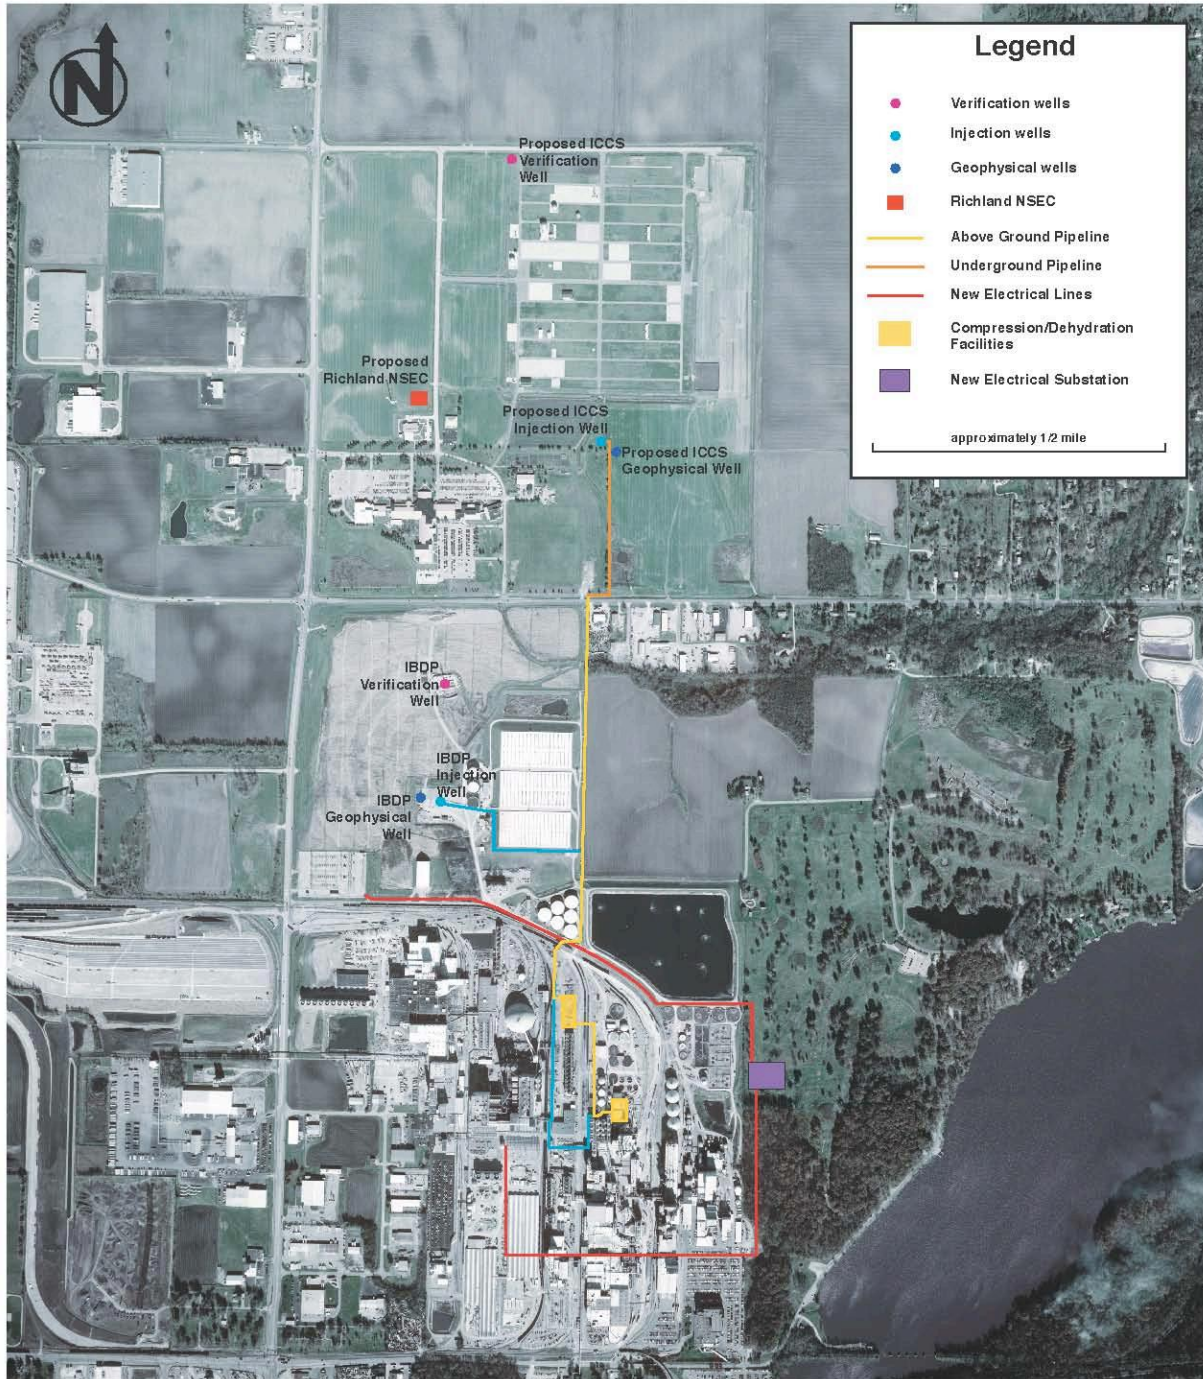 N
Legend
Verification wells
Injection wells
Geophysical wells
Richland NSEC
Above Ground Pipeline
Underground Pipeline
New Electrical Lines
Compression/Dehydration
Facilities
New Electrical Substation
approximately 1/2 mile
Proposed ICCS
Verification
Well
Proposed
Richland NSEC
Proposed ICCS
Injection Well
Proposed ICCS
Geophysical Well
IBDP
Verification
Well
IBDP
Injection
Well
IBDP
Geophysical
Well